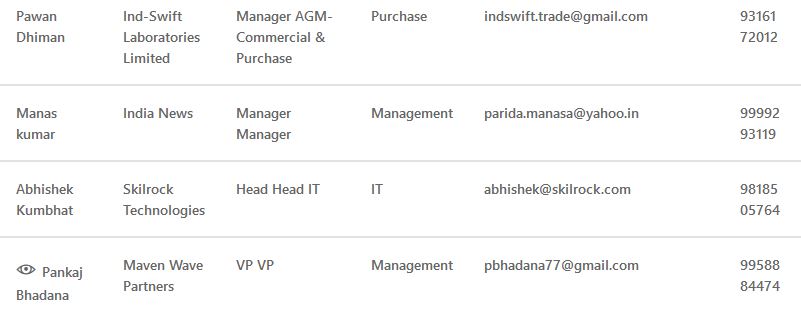 Pawan Ind-Swift Manager AGM- Purchase indswift.trade@gmail.com 93161
Dhiman Laboratories Commercial & 72012
Limited Purchase
Manas India News Manager Management parida.manasa@yahoo.in 99992
kumar Manager 93119
Abhishek Skilrock Head Head IT IT abhishek@skilrock.com 98185
Kumbhat Technologies 05764
Pankaj Maven Wave VP VP Management pbhadana77@gmail.com 99588
Bhadana Partners 84474